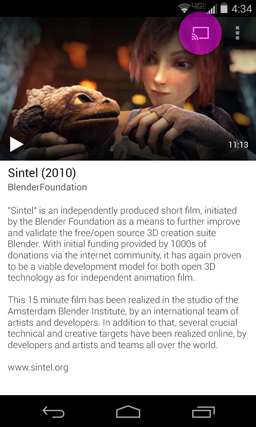 4G
4:34
11:13
Sintel (2010)
BlenderFoundation
"Sintel" is an independently produced short film, initiated
by the Blender Foundation as a means to further improve
and validate the free/open source 3D creation suite
Blender. With initial funding provided by 1000s of
donations via the internet community, it has again proven
to be a viable development model for both open 3D
technology as for independent animation film.
This 15 minute film has been realized in the studio of the
Amsterdam Blender Institute, by an international team of
artists and developers. In addition to that, several crucial
technical and creative targets have been realized online, by
developers and artists and teams all over the world.
www.sintel.org